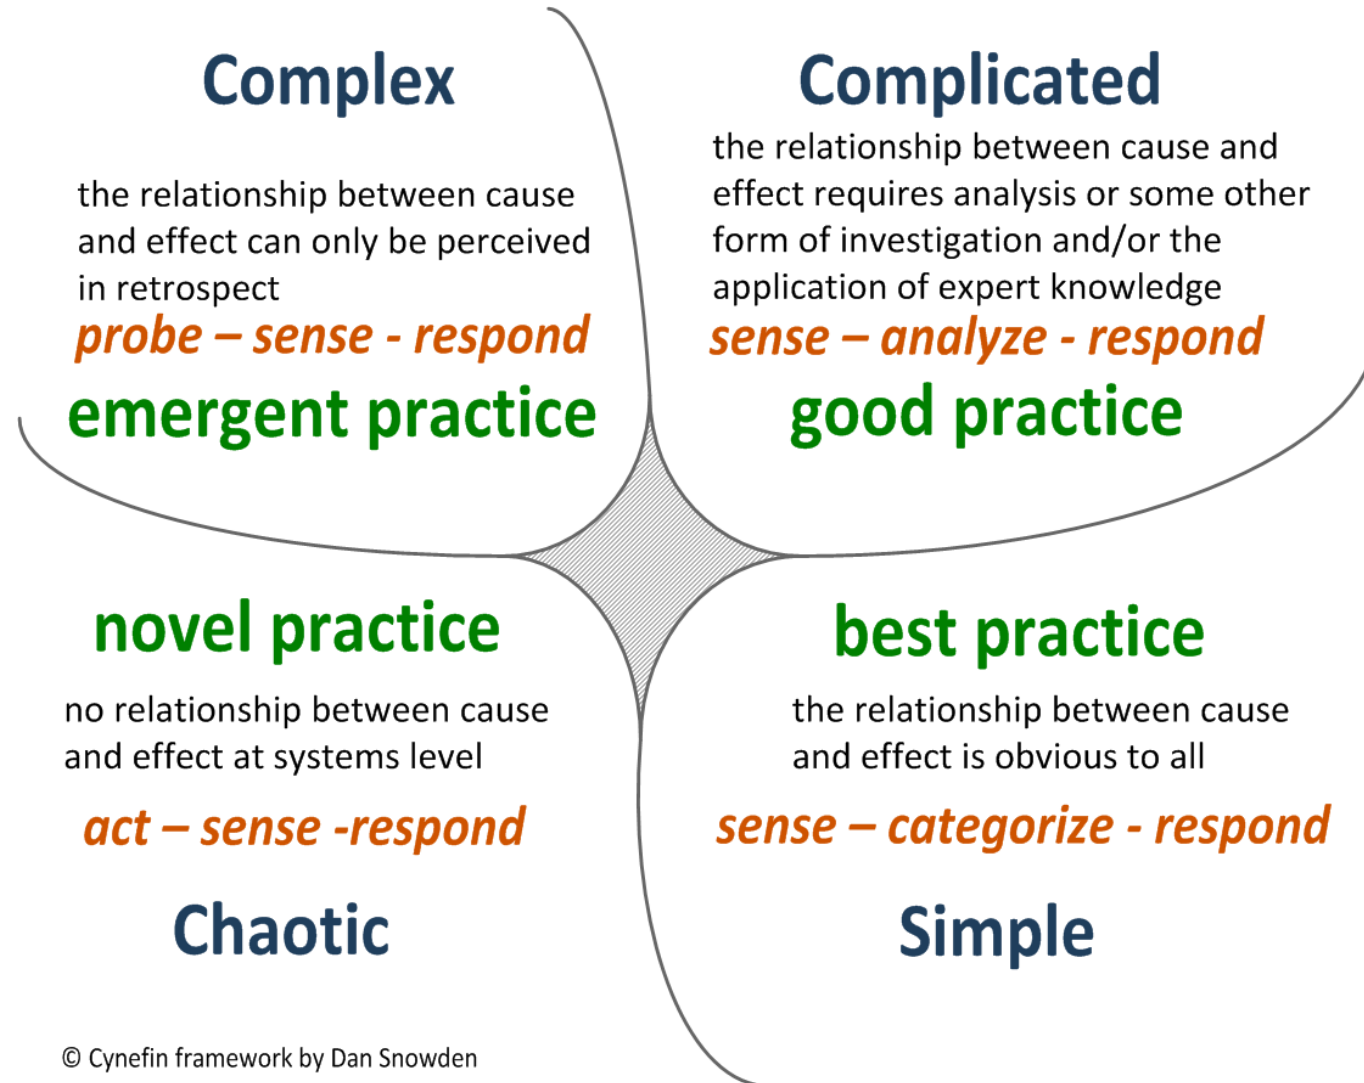 Complex
the relationship between cause
and effect can only be perceived
in retrospect
probe – sense - respond
emergent practice
Complicated
the relationship between cause and
effect requires analysis or some other
form of investigation and/or the
application of expert knowledge
sense – analyze - respond
good practice
novel practice
no relationship between cause
and effect at systems level
act – sense -respond
Chaotic
best practice
the relationship between cause
and effect is obvious to all
sense – categorize - respond
Simple
© Cynefin framework by Dan Snowden